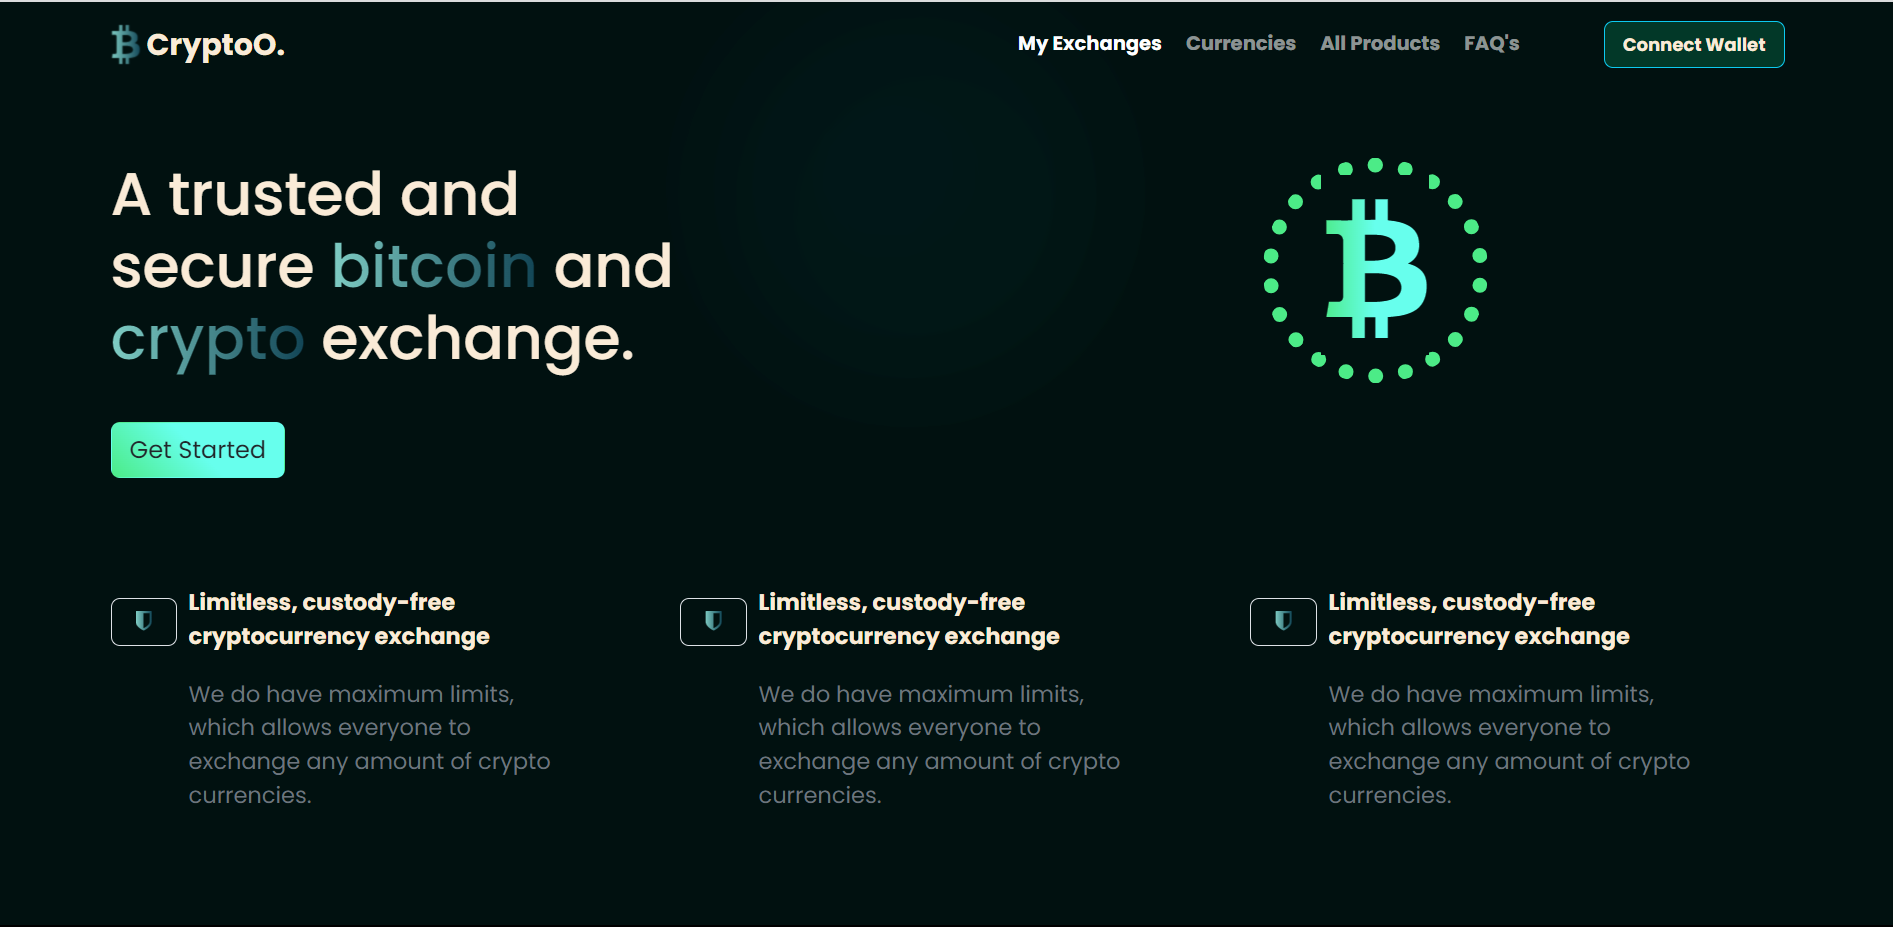 CryptoO.
My Exchanges Currencies All Products FAQ's Connect Wallet
A trusted and
secure bitcoin and
crypto exchange.
Get Started
Limitless, custody-free
cryptocurrency exchange
We do have maximum limits,
which allows everyone to
exchange any amount of crypto
currencies.
Limitless, custody-free
cryptocurrency exchange
We do have maximum limits,
which allows everyone to
exchange any amount of crypto
currencies.
Limitless, custody-free
cryptocurrency exchange
We do have maximum limits,
which allows everyone to
exchange any amount of crypto
currencies.